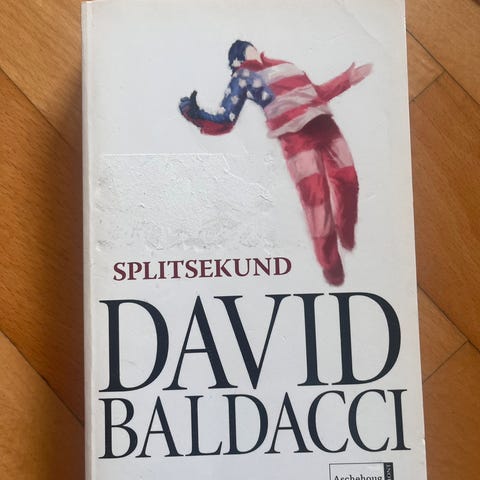 SPLITSEKUND
DAVID
BALDACCI
Aschehoug